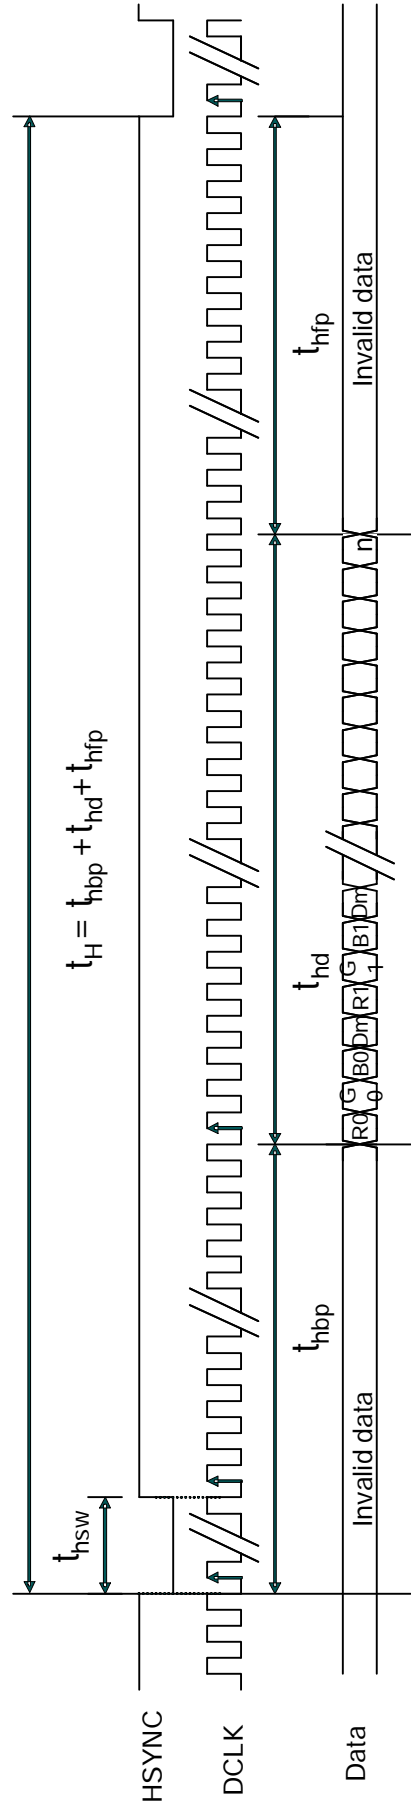 t_H = t_hbp + t_hd + t_hfp
t_hsw
HSYNC
DCLK
t_hbp
t_hd
t_hfp
Data
Invalid data
R0
G0
B0
Dm
R1
G1
B1
Dm
n
Invalid data